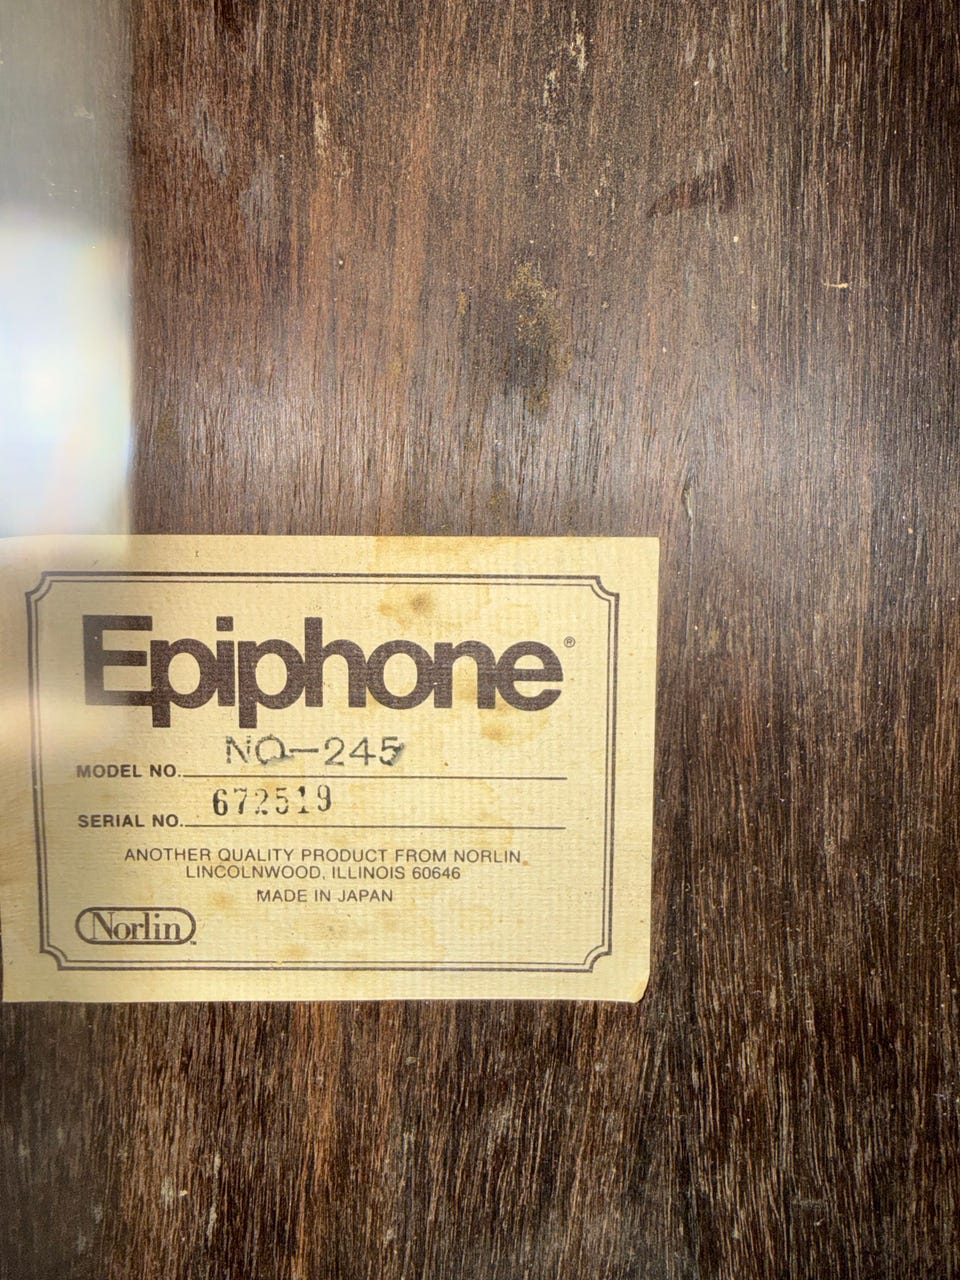 Epiphone®
MODEL NO. NO-245
SERIAL NO. 672519
ANOTHER QUALITY PRODUCT FROM NORLIN
LINCOLNWOOD, ILLINOIS 60646
MADE IN JAPAN
Norlin™